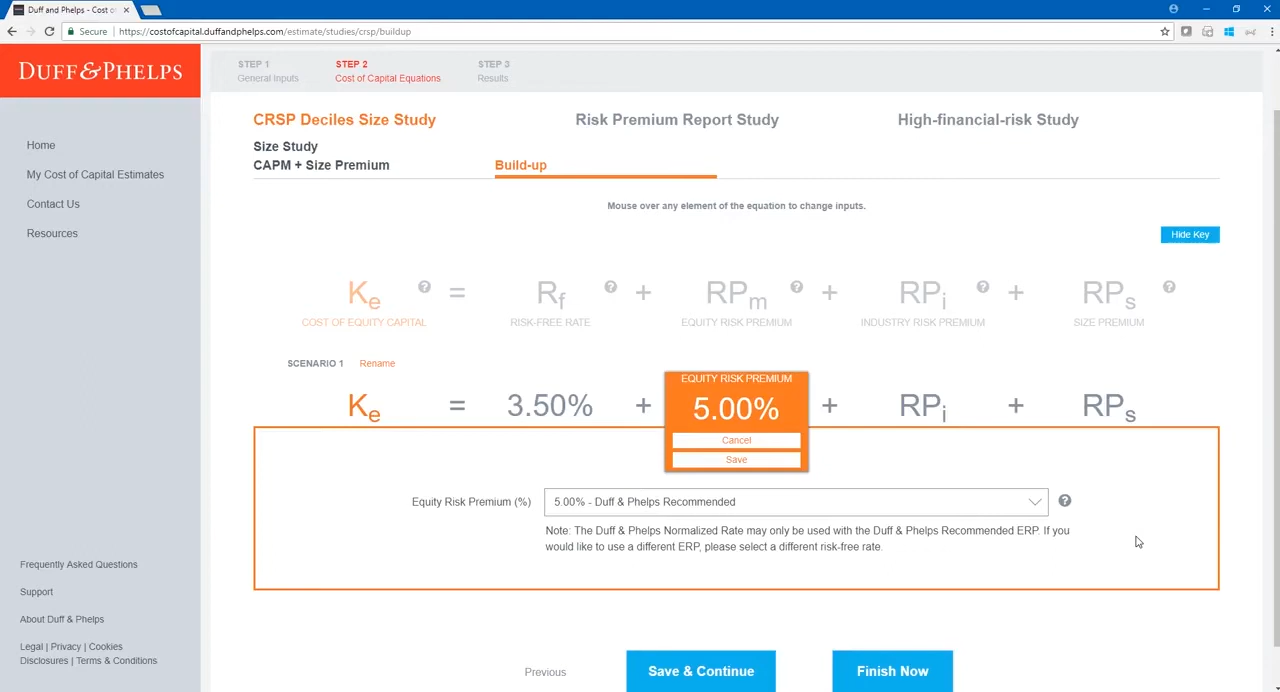 Duff and Phelps - Cost o
Secure | https://costofcapital.duffandphelps.com/estimate/studies/crsp/buildup
DUFF&PHELPS
STEP 1
General Inputs
STEP 2
Cost of Capital Equations
STEP 3
Results
Home
My Cost of Capital Estimates
Contact Us
Resources
CRSP Deciles Size Study
Risk Premium Report Study
High-financial-risk Study
Size Study
CAPM + Size Premium
Build-up
Mouse over any element of the equation to change inputs.
Hide Key
Ke ? = Rf ? + RPm ? + RPi ? + RPs ?
COST OF EQUITY CAPITAL
RISK-FREE RATE
EQUITY RISK PREMIUM
INDUSTRY RISK PREMIUM
SIZE PREMIUM
SCENARIO 1 Rename
EQUITY RISK PREMIUM
Ke = 3.50% + 5.00% + RPi + RPs
Cancel
Save
Equity Risk Premium (%)
5.00% - Duff & Phelps Recommended
?
Note: The Duff & Phelps Normalized Rate may only be used with the Duff & Phelps Recommended ERP. If you
would like to use a different ERP, please select a different risk-free rate.
Previous
Save & Continue
Finish Now
Frequently Asked Questions
Support
About Duff & Phelps
Legal | Privacy | Cookies
Disclosures | Terms & Conditions